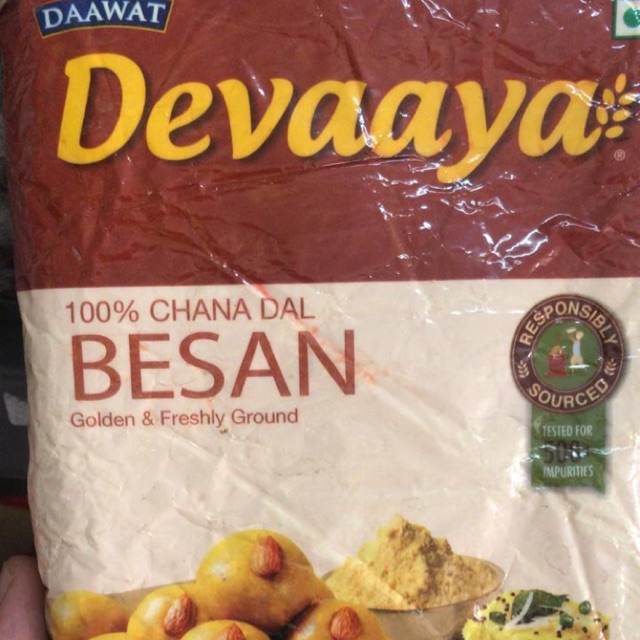 DAAWAT
Devaaya
®
100% CHANA DAL
BESAN
Golden & Freshly Ground
RESPONSIBLY
SOURCED
TESTED FOR
500+
IMPURITIES